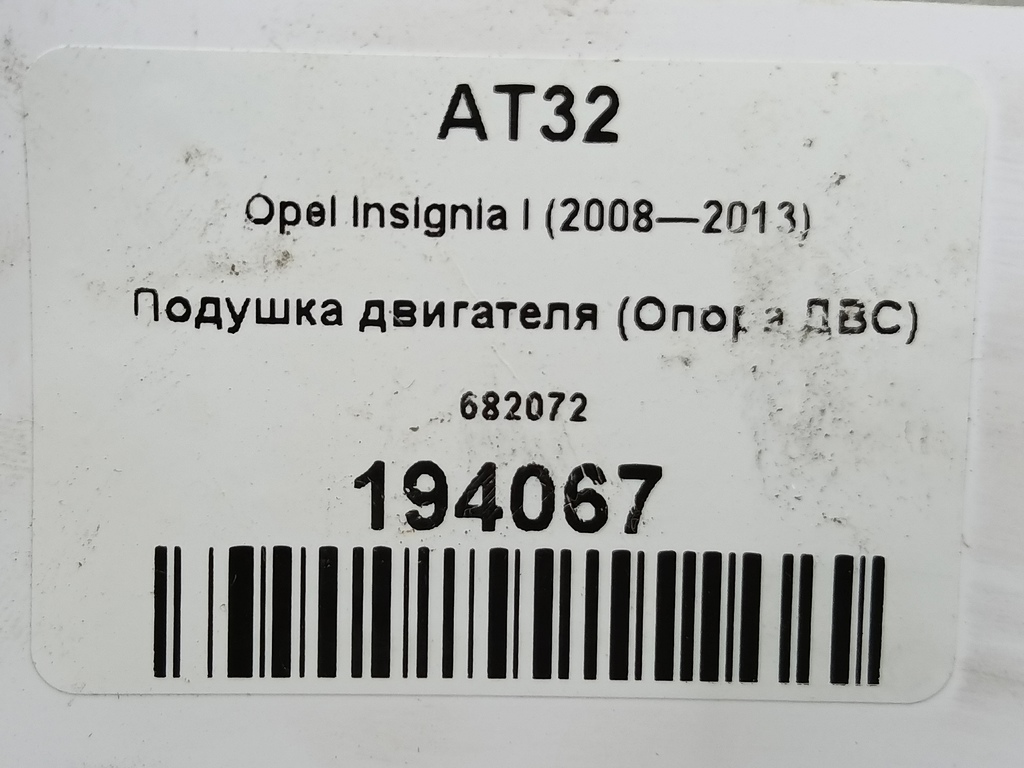 AT32
Opel Insignia I (2008—2013)
Подушка двигателя (Опора ДВС)
682072
194067